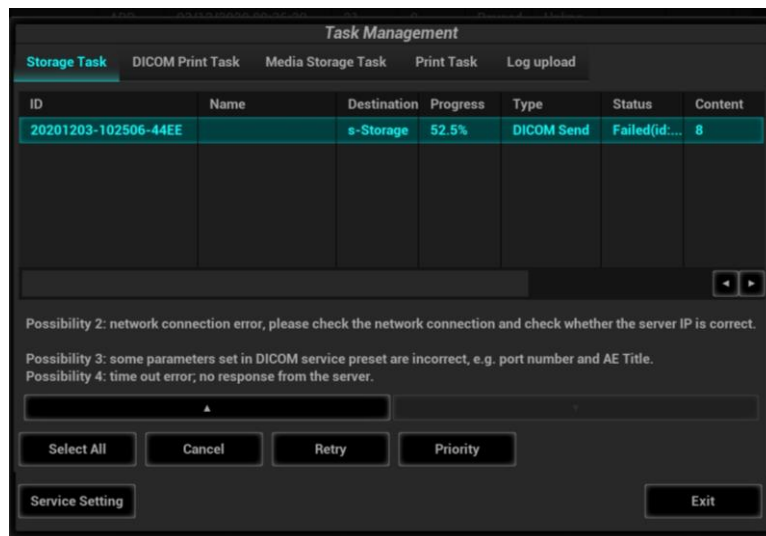 Task Management
Storage Task DICOM Print Task Media Storage Task Print Task Log upload
ID Name Destination Progress Type Status Content
20201203-102506-44EE s-Storage 52.5% DICOM Send Failed(id:... 8
Possibility 2: network connection error, please check the network connection and check whether the server IP is correct.
Possibility 3: some parameters set in DICOM service preset are incorrect, e.g. port number and AE Title.
Possibility 4: time out error; no response from the server.
Select All Cancel Retry Priority
Service Setting Exit